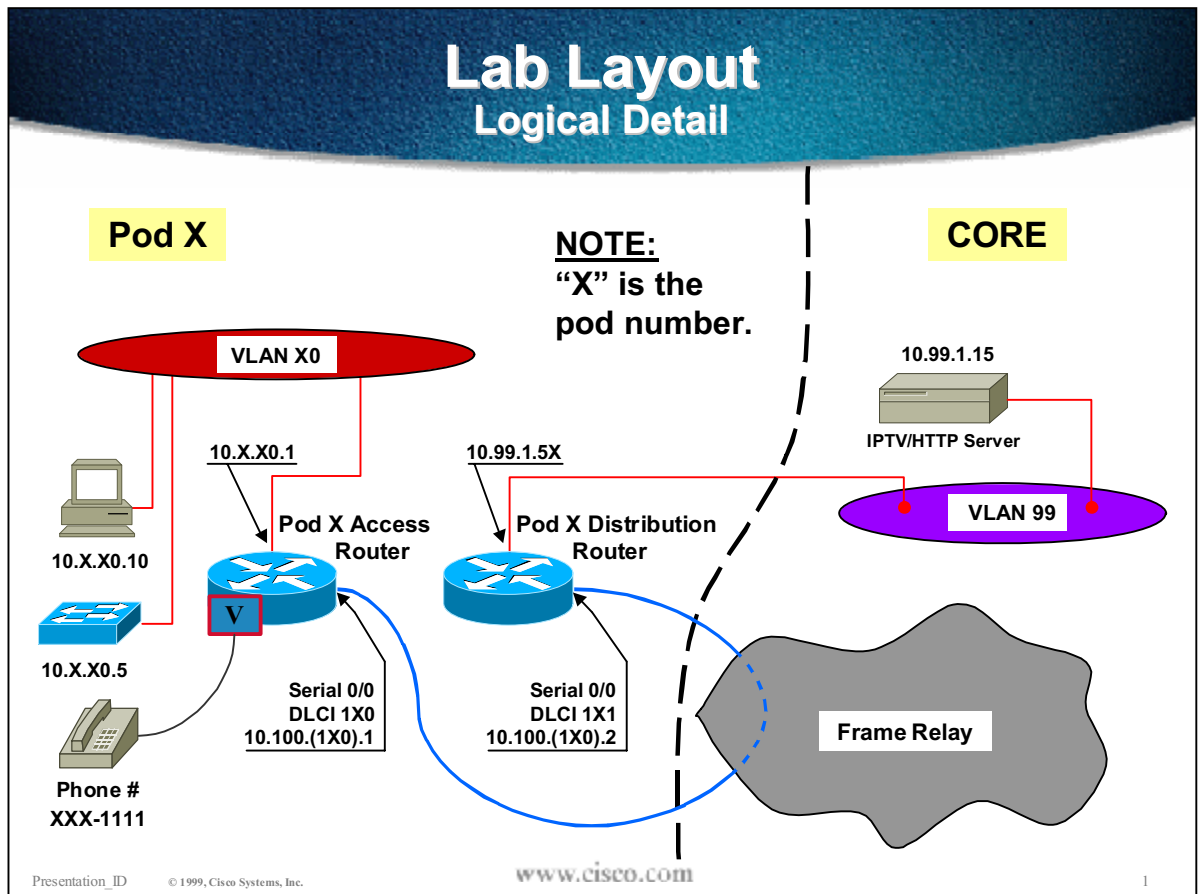 Lab Layout
Logical Detail
Pod X
NOTE:
“X” is the
pod number.
CORE
VLAN X0
10.99.1.15
IPTV/HTTP Server
10.X.X0.1
10.99.1.5X
VLAN 99
Pod X Access
Router
Pod X Distribution
Router
10.X.X0.10
V
10.X.X0.5
Serial 0/0
DLCI 1X0
10.100.(1X0).1
Serial 0/0
DLCI 1X1
10.100.(1X0).2
Frame Relay
Phone #
XXX-1111
Presentation_ID
© 1999, Cisco Systems, Inc.
www.cisco.com
1